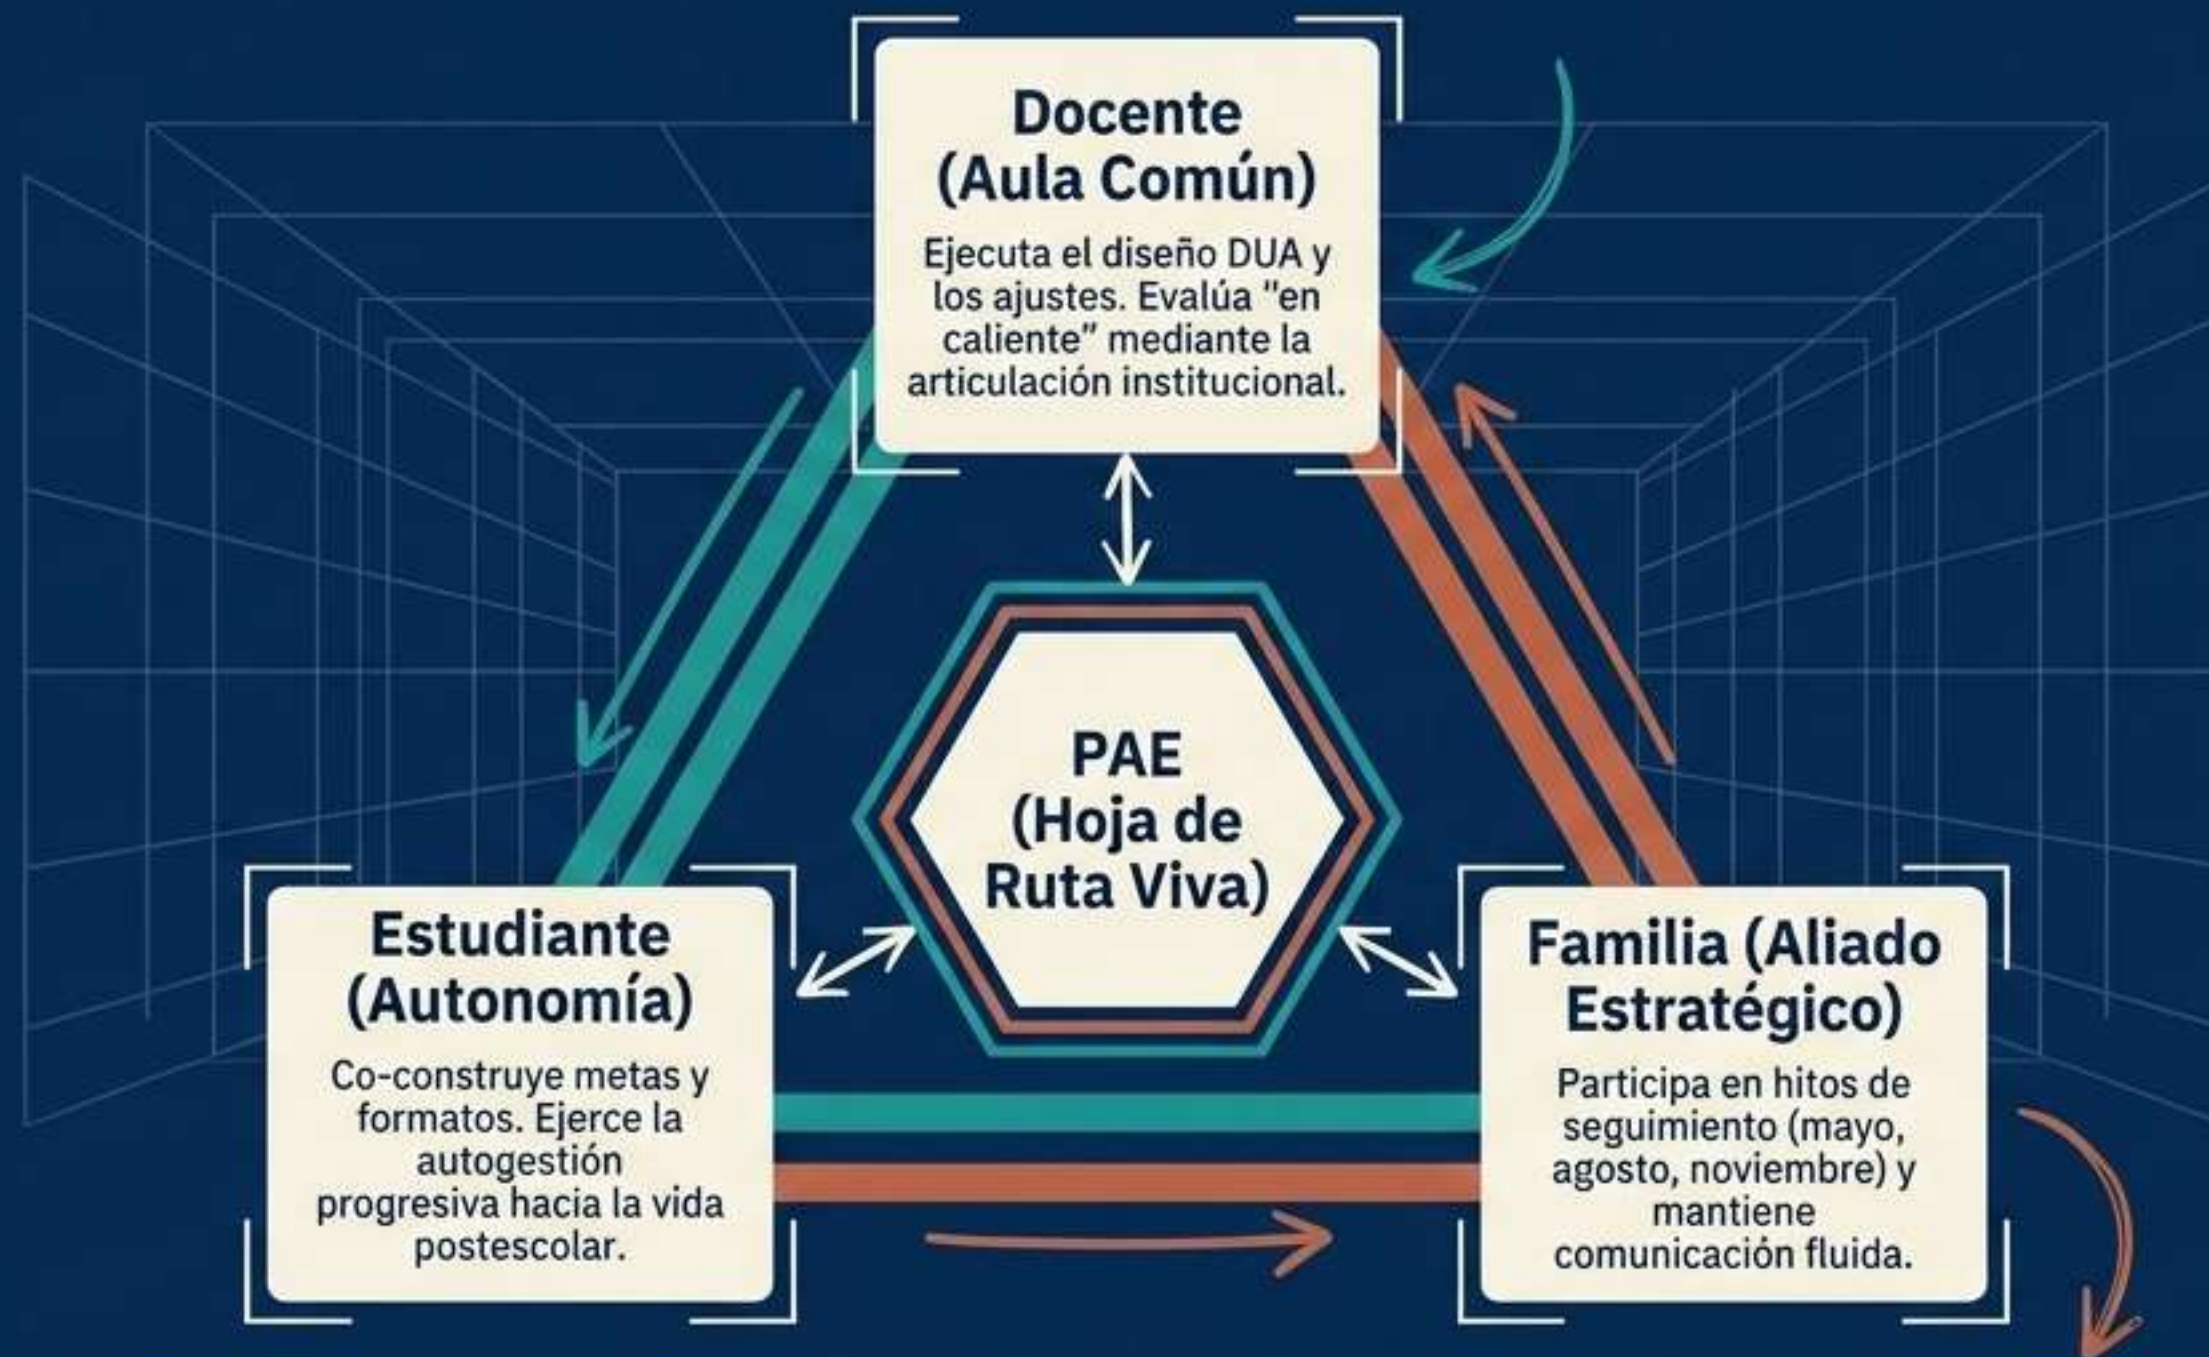 Docente
(Aula Común)
Ejecuta el diseño DUA y
los ajustes. Evalúa "en
caliente” mediante la
articulación institucional.
PAE
(Hoja de
Ruta Viva)
Estudiante
(Autonomía)
Co-construye metas y
formatos. Ejerce la
autogestión
progresiva hacia la vida
postescolar.
Familia (Aliado
Estratégico)
Participa en hitos de
seguimiento (mayo,
agosto, noviembre) y
mantiene
comunicación fluida.